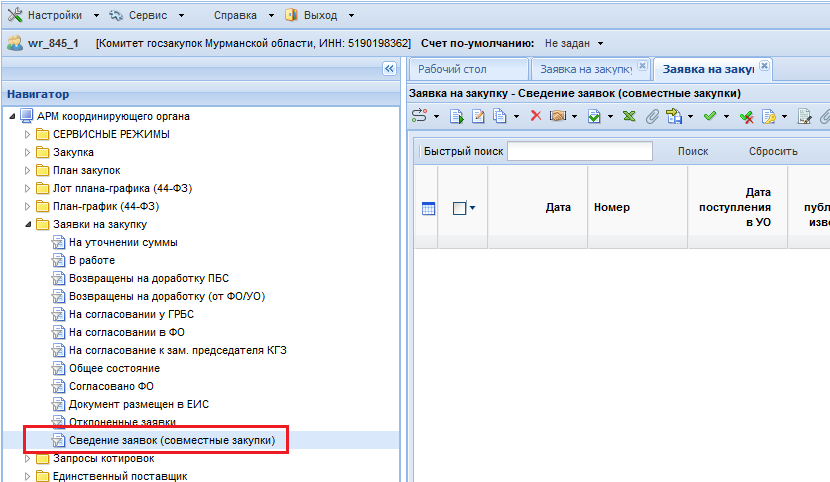 Настройки Сервис Справка Выход
wr_845_1 [Комитет госзакупок Мурманской области, ИНН: 5190198362] Счет по-умолчанию: Не задан
Навигатор
АРМ координирующего органа
СЕРВИСНЫЕ РЕЖИМЫ
Закупка
План закупок
Лот плана-графика (44-ФЗ)
План-график (44-ФЗ)
Заявки на закупку
На уточнении суммы
В работе
Возвращены на доработку ПБС
Возвращены на доработку (от ФО/УО)
На согласовании у ГРБС
На согласовании в ФО
На согласование к зам. председателя КГЗ
Общее состояние
Согласовано ФО
Документ размещен в ЕИС
Отклоненные заявки
Сведение заявок (совместные закупки)
Запросы котировок
Единственный поставщик
Рабочий стол Заявка на закупку Заявка на закуп
Заявка на закупку - Сведение заявок (совместные закупки)
Быстрый поиск Поиск Сбросить
Дата Номер
Дата
поступления
в УО
публ
изве